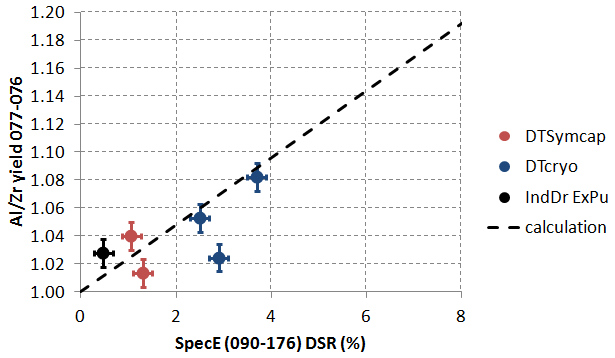 Al/Zr yield 077-076
1.20
1.18
1.16
1.14
1.12
1.10
1.08
1.06
1.04
1.02
1.00
0 2 4 6 8
SpecE (090-176) DSR (%)
DTSymcap
DTcryo
IndDr ExPu
calculation